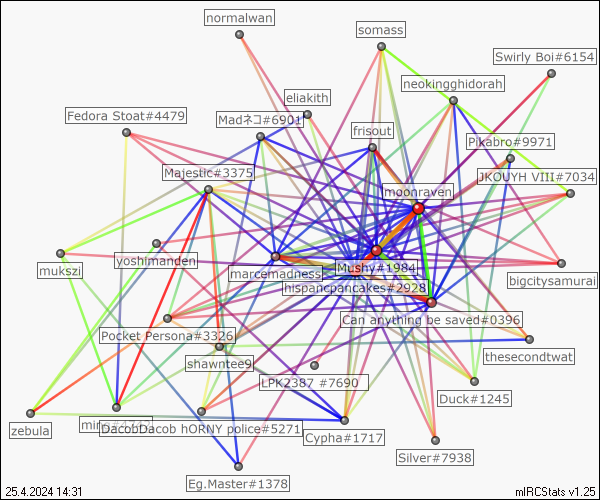 normalwan
somass
Swirly Boi#6154
neokingghidorah
eliakith
Fedora Stoat#4479
Madネコ#6901
frisout
Pikabro#9971
Majestic#3375
JKOUYH VIII#7034
moonraven
mukszi
yoshimanden
marcemadness
Mushy#1984
bigcitysamurai
hispancpancakes#2928
Can anything be saved#0396
Pocket Persona#3326
thesecondtwat
shawntee9
LPK2387 #7690
Duck#1245
zebula
DacobDacob hORNY police#5271
Cypha#1717
Silver#7938
Eg.Master#1378
25.4.2024 14:31
mIRCStats v1.25